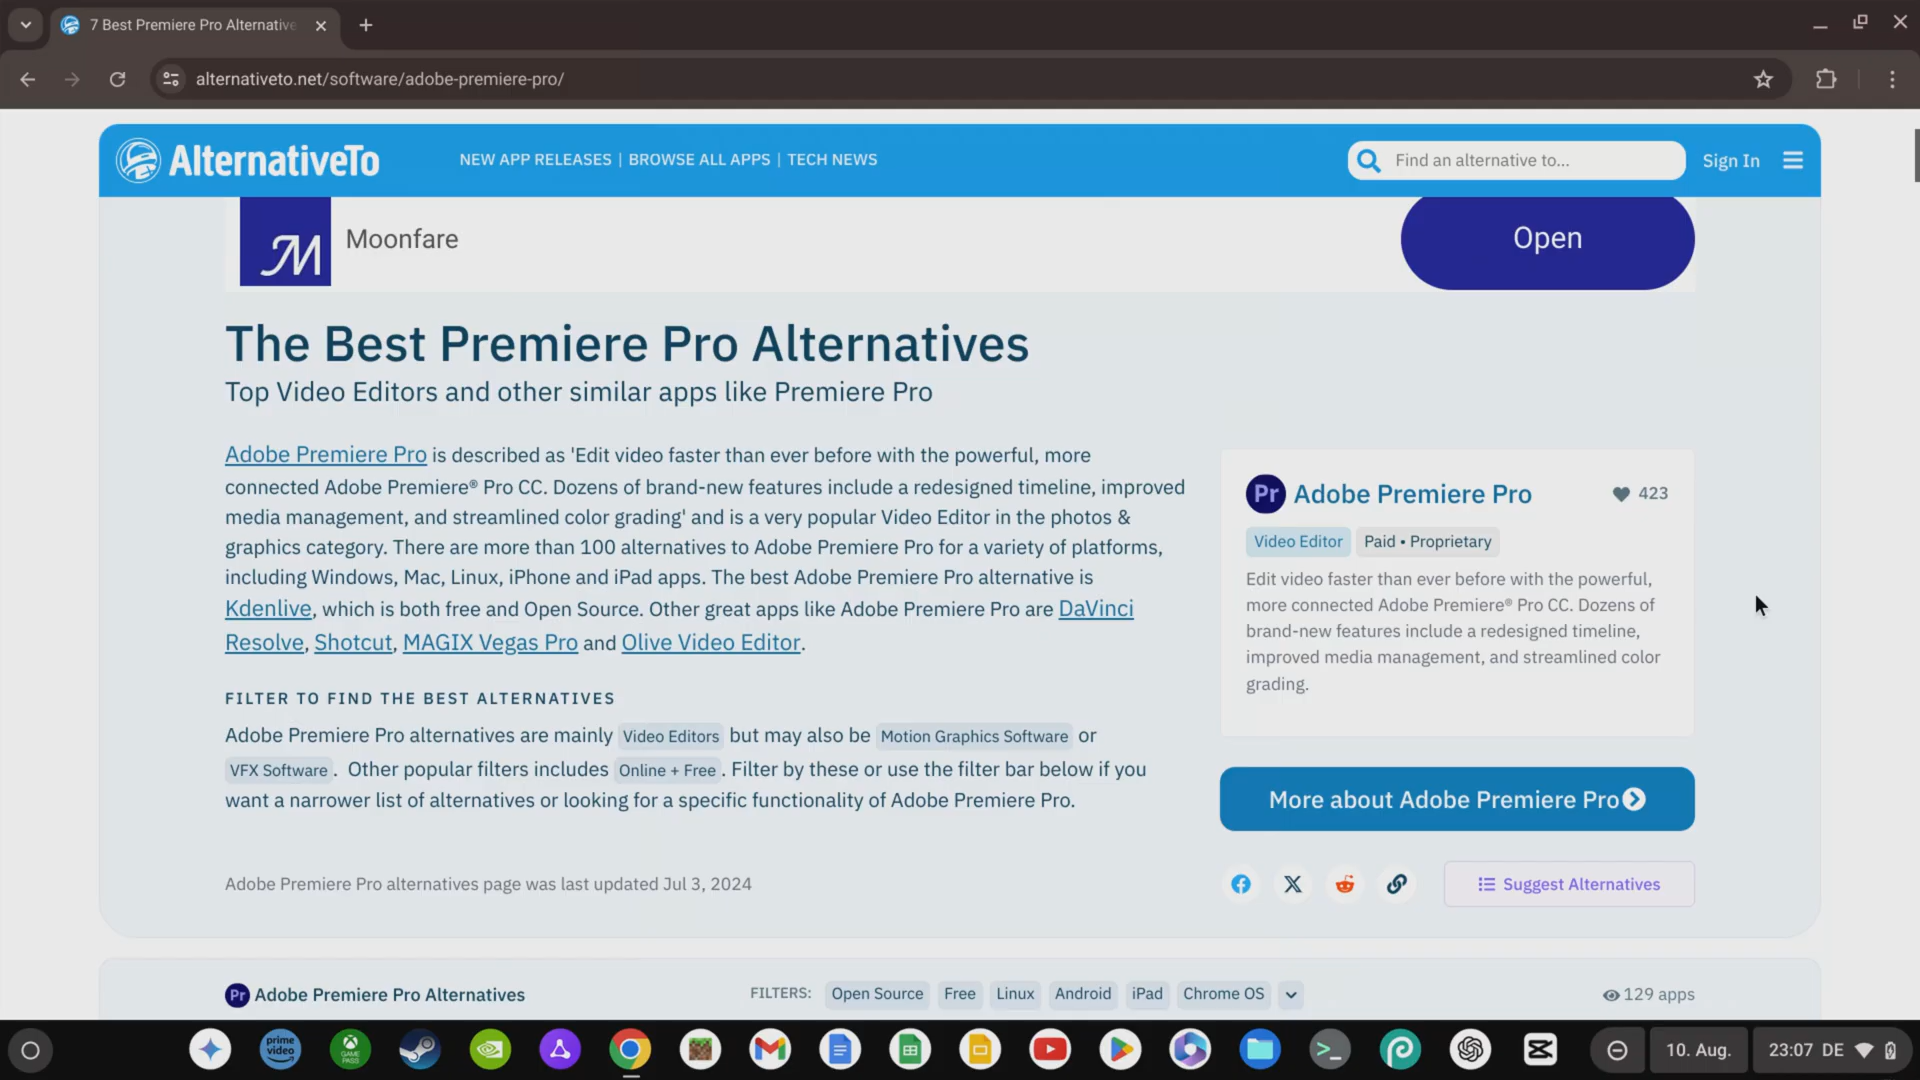 7 Best Premiere Pro Alternative
alternativeto.net/software/adobe-premiere-pro/
AlternativeTo
NEW APP RELEASES | BROWSE ALL APPS | TECH NEWS
Find an alternative to...
Sign In
M
Moonfare
Open
The Best Premiere Pro Alternatives
Top Video Editors and other similar apps like Premiere Pro
Adobe Premiere Pro is described as 'Edit video faster than ever before with the powerful, more
connected Adobe Premiere® Pro CC. Dozens of brand-new features include a redesigned timeline, improved
media management, and streamlined color grading' and is a very popular Video Editor in the photos &
graphics category. There are more than 100 alternatives to Adobe Premiere Pro for a variety of platforms,
including Windows, Mac, Linux, iPhone and iPad apps. The best Adobe Premiere Pro alternative is
Kdenlive, which is both free and Open Source. Other great apps like Adobe Premiere Pro are DaVinci
Resolve, Shotcut, MAGIX Vegas Pro and Olive Video Editor.
FILTER TO FIND THE BEST ALTERNATIVES
Adobe Premiere Pro alternatives are mainly Video Editors but may also be Motion Graphics Software or
VFX Software. Other popular filters includes Online + Free. Filter by these or use the filter bar below if you
want a narrower list of alternatives or looking for a specific functionality of Adobe Premiere Pro.
Adobe Premiere Pro alternatives page was last updated Jul 3, 2024
Pr Adobe Premiere Pro
423
Video Editor
Paid • Proprietary
Edit video faster than ever before with the powerful,
more connected Adobe Premiere® Pro CC. Dozens of
brand-new features include a redesigned timeline,
improved media management, and streamlined color
grading.
More about Adobe Premiere Pro
Suggest Alternatives
Pr Adobe Premiere Pro Alternatives
FILTERS: Open Source Free Linux Android iPad Chrome OS
129 apps
prime video
GAME PASS
10. Aug.
23:07 DE